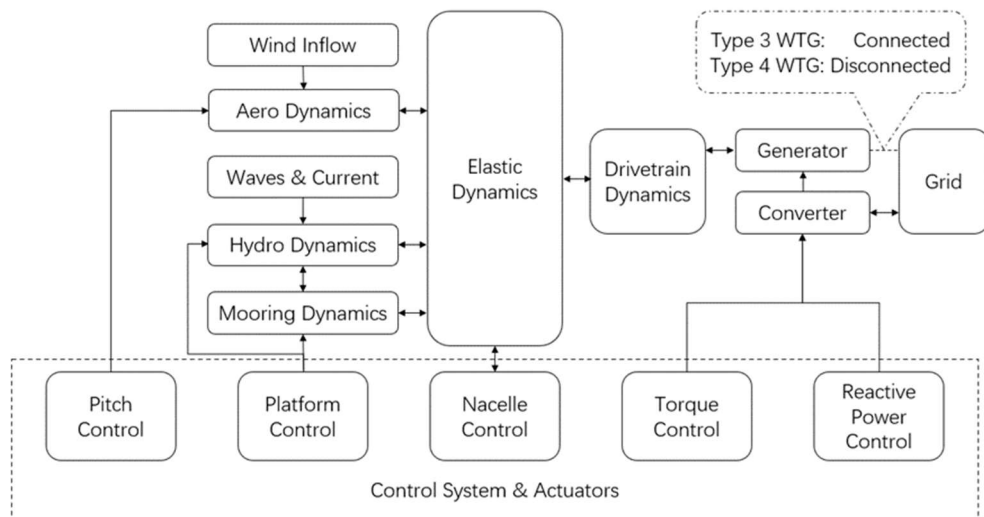 Wind Inflow
Aero Dynamics
Waves & Current
Hydro Dynamics
Mooring Dynamics
Elastic
Dynamics
Drivetrain
Dynamics
Type 3 WTG: Connected
Type 4 WTG: Disconnected
Generator
Converter
Grid
Pitch
Control
Platform
Control
Nacelle
Control
Torque
Control
Reactive
Power
Control
Control System & Actuators